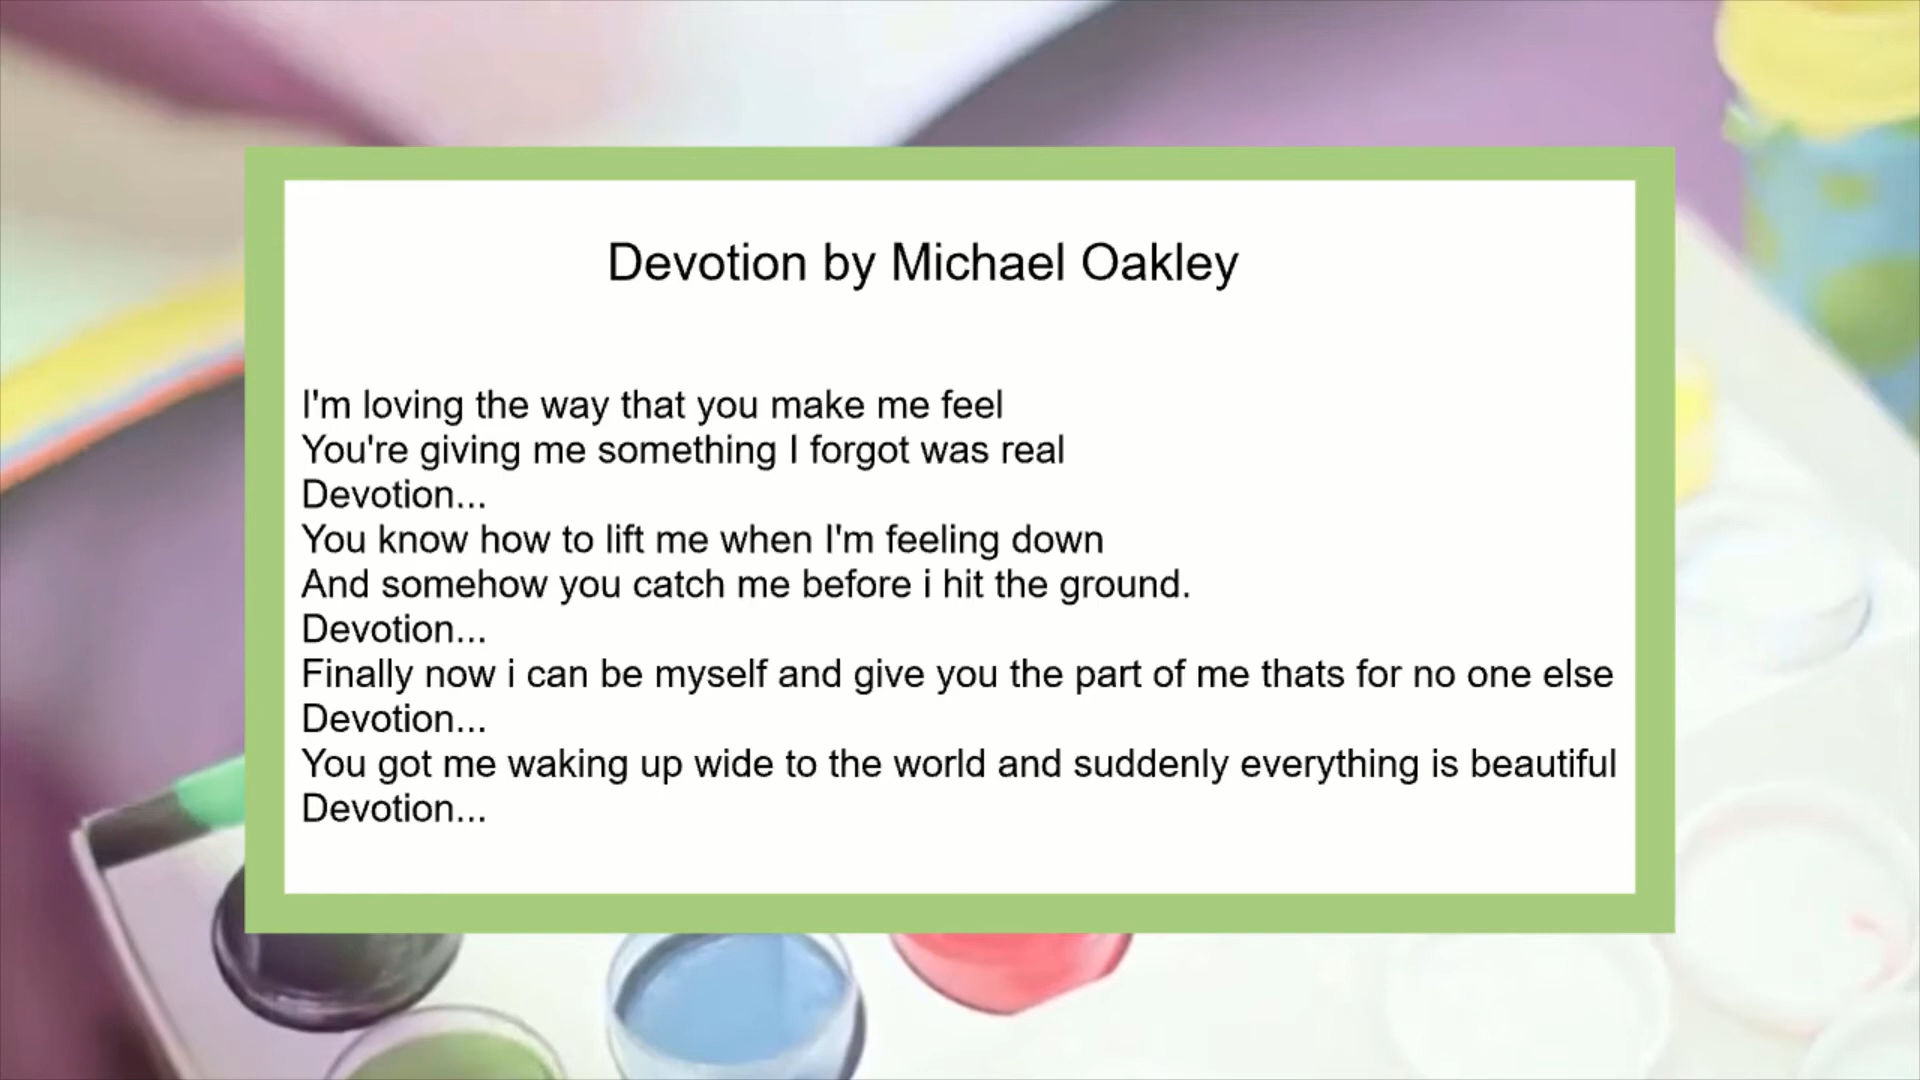 Devotion by Michael Oakley
I'm loving the way that you make me feel
You're giving me something I forgot was real
Devotion...
You know how to lift me when I'm feeling down
And somehow you catch me before i hit the ground.
Devotion...
Finally now i can be myself and give you the part of me thats for no one else
Devotion...
You got me waking up wide to the world and suddenly everything is beautiful
Devotion...